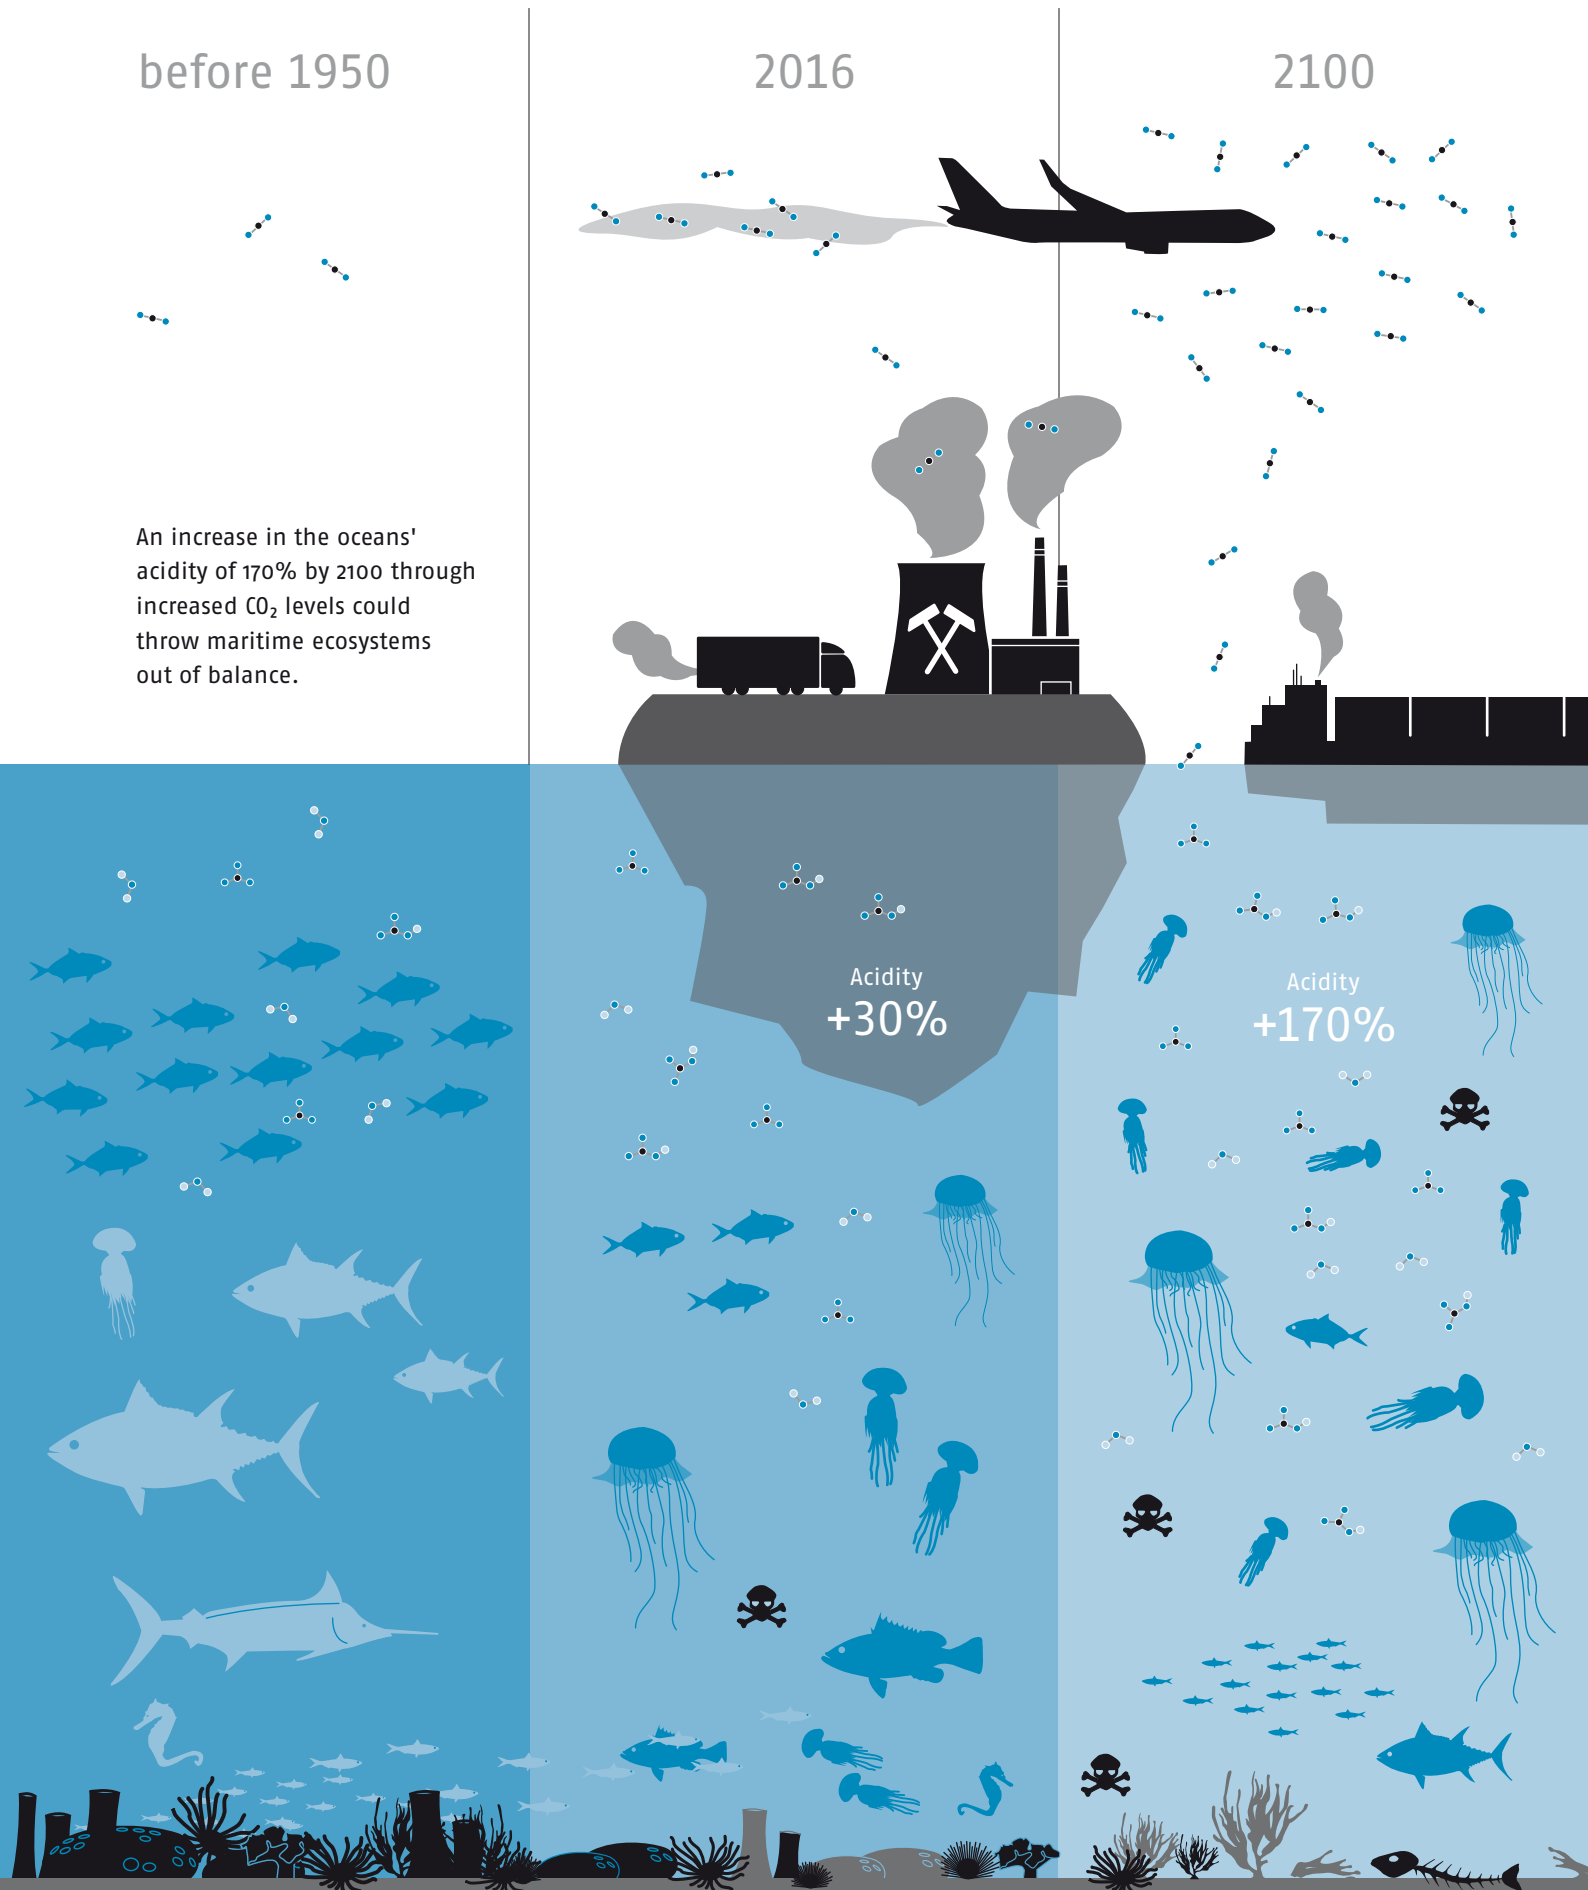 before 1950
2016
2100
An increase in the oceans'
acidity of 170% by 2100 through
increased CO₂ levels could
throw maritime ecosystems
out of balance.
Acidity
+30%
Acidity
+170%